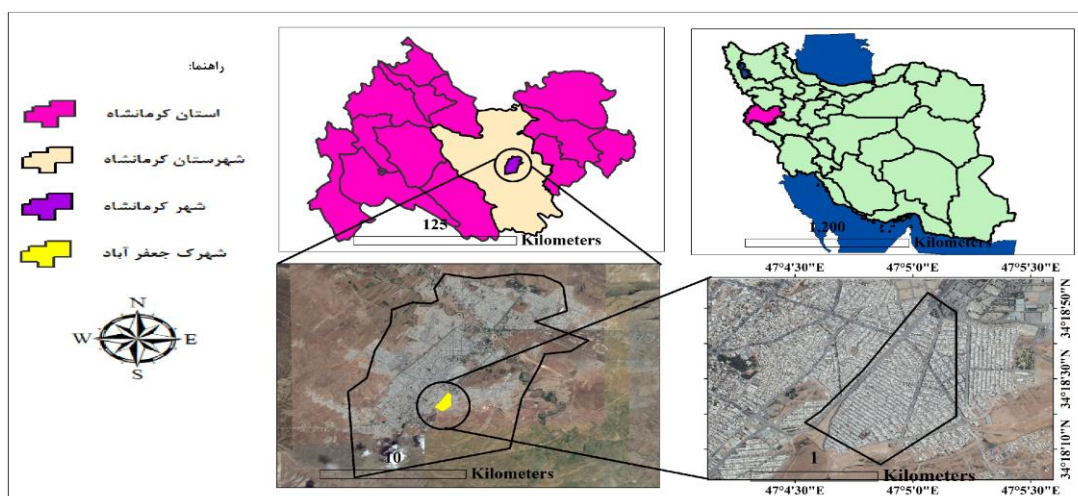 راهنما:
استان کرمانشاه
شهرستان کرمانشاه
شهر کرمانشاه
شهرک جعفر آباد
N
W E
S
125
Kilometers
1,200
Kilometers
10
Kilometers
47°4'30"E 47°5'0"E 47°5'30"E
34°18'50"N
34°18'30"N
34°18'10"N
1
Kilometers
47°4'30"E 47°5'0"E 47°5'30"E